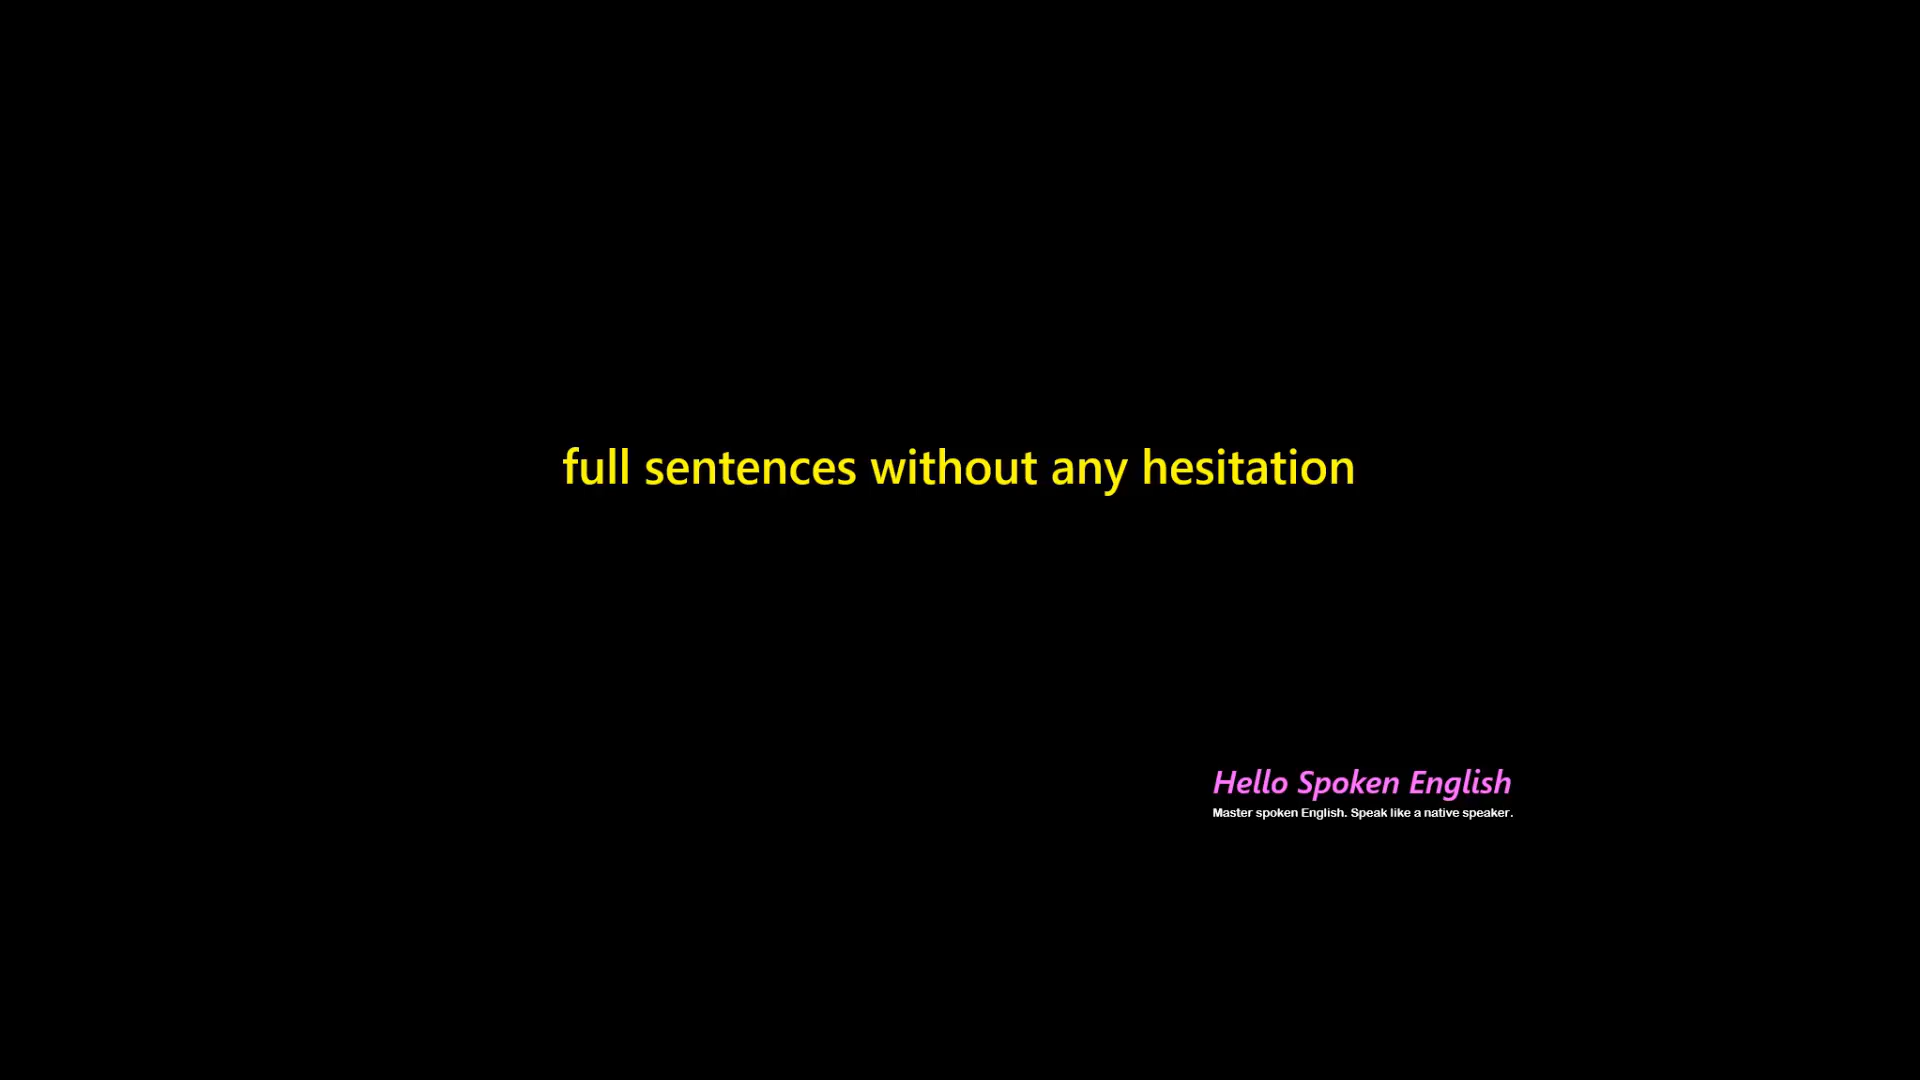 full sentences without any hesitation
Hello Spoken English
Master spoken English. Speak like a native speaker.